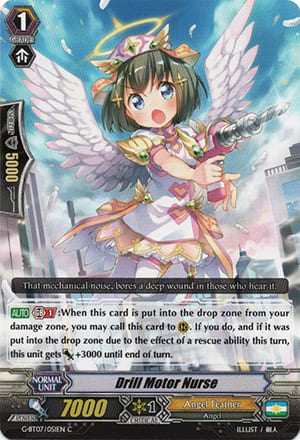 GRADE
1
SHIELD
5000
That mechanical noise, bores a deep wound in those who hear it.
AUTO GB 1 :When this card is put into the drop zone from your
damage zone, you may call this card to R. If you do, and if it was
put into the drop zone due to the effect of a rescue ability this turn,
this unit gets +3000 until end of turn.
NORMAL
UNIT
Drill Motor Nurse
POWER
7000
1
CRITICAL
Angel Feather
Angel
G-BT07/051EN C
ILLUST /